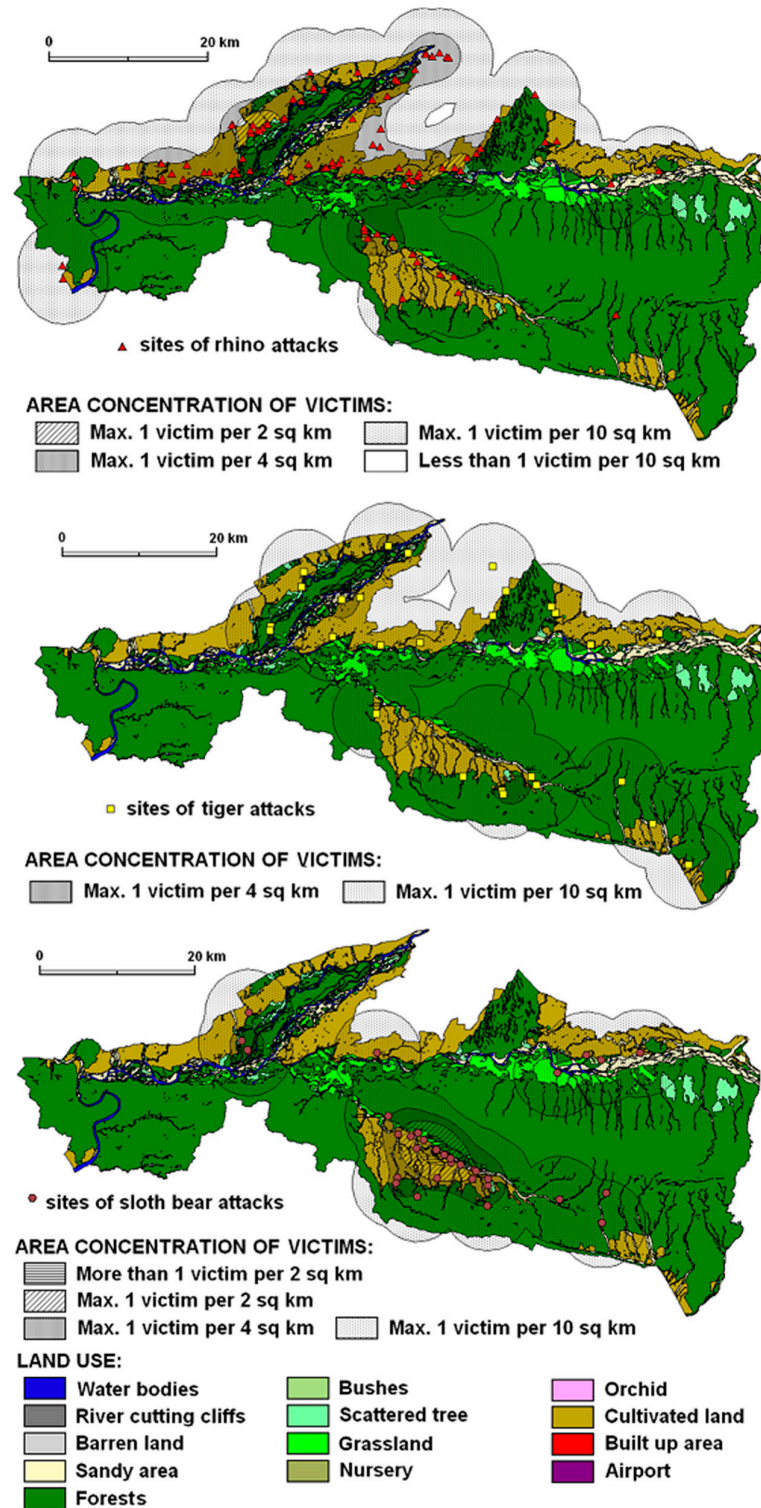 0 20 km
sites of rhino attacks
AREA CONCENTRATION OF VICTIMS:
Max. 1 victim per 2 sq km Max. 1 victim per 10 sq km
Max. 1 victim per 4 sq km Less than 1 victim per 10 sq km
0 20 km
sites of tiger attacks
AREA CONCENTRATION OF VICTIMS:
Max. 1 victim per 4 sq km Max. 1 victim per 10 sq km
0 20 km
sites of sloth bear attacks
AREA CONCENTRATION OF VICTIMS:
More than 1 victim per 2 sq km
Max. 1 victim per 2 sq km
Max. 1 victim per 4 sq km Max. 1 victim per 10 sq km
LAND USE:
Water bodies Bushes Orchid
River cutting cliffs Scattered tree Cultivated land
Barren land Grassland Built up area
Sandy area Nursery Airport
Forests